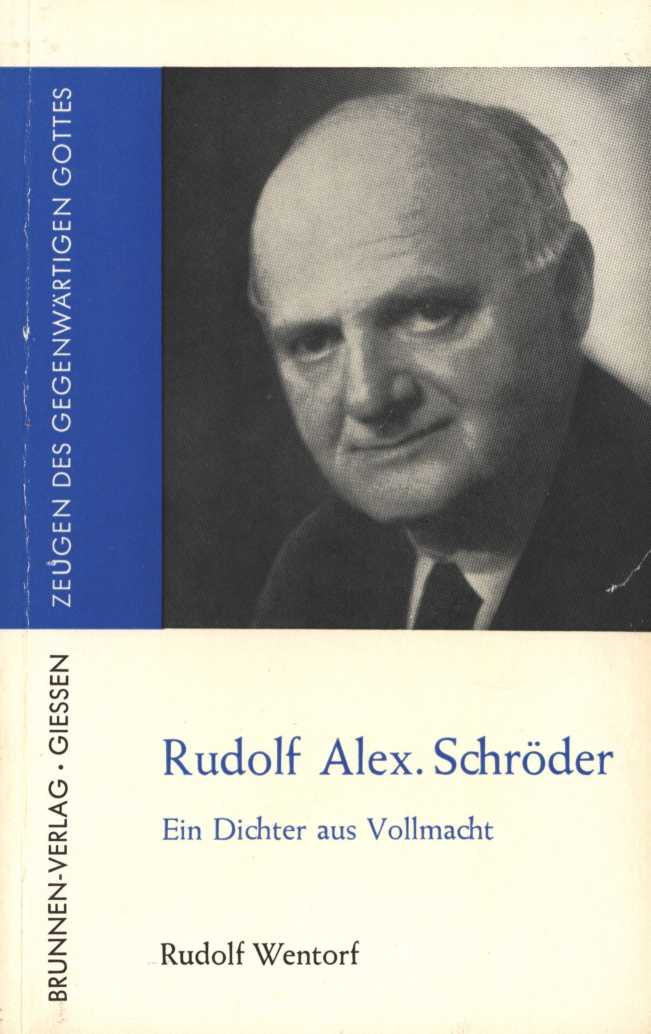 ZEUGEN DES GEGENWÄRTIGEN GOTTES
Rudolf Alex. Schröder
Ein Dichter aus Vollmacht
Rudolf Wentorf
BRUNNEN-VERLAG · GIESSEN